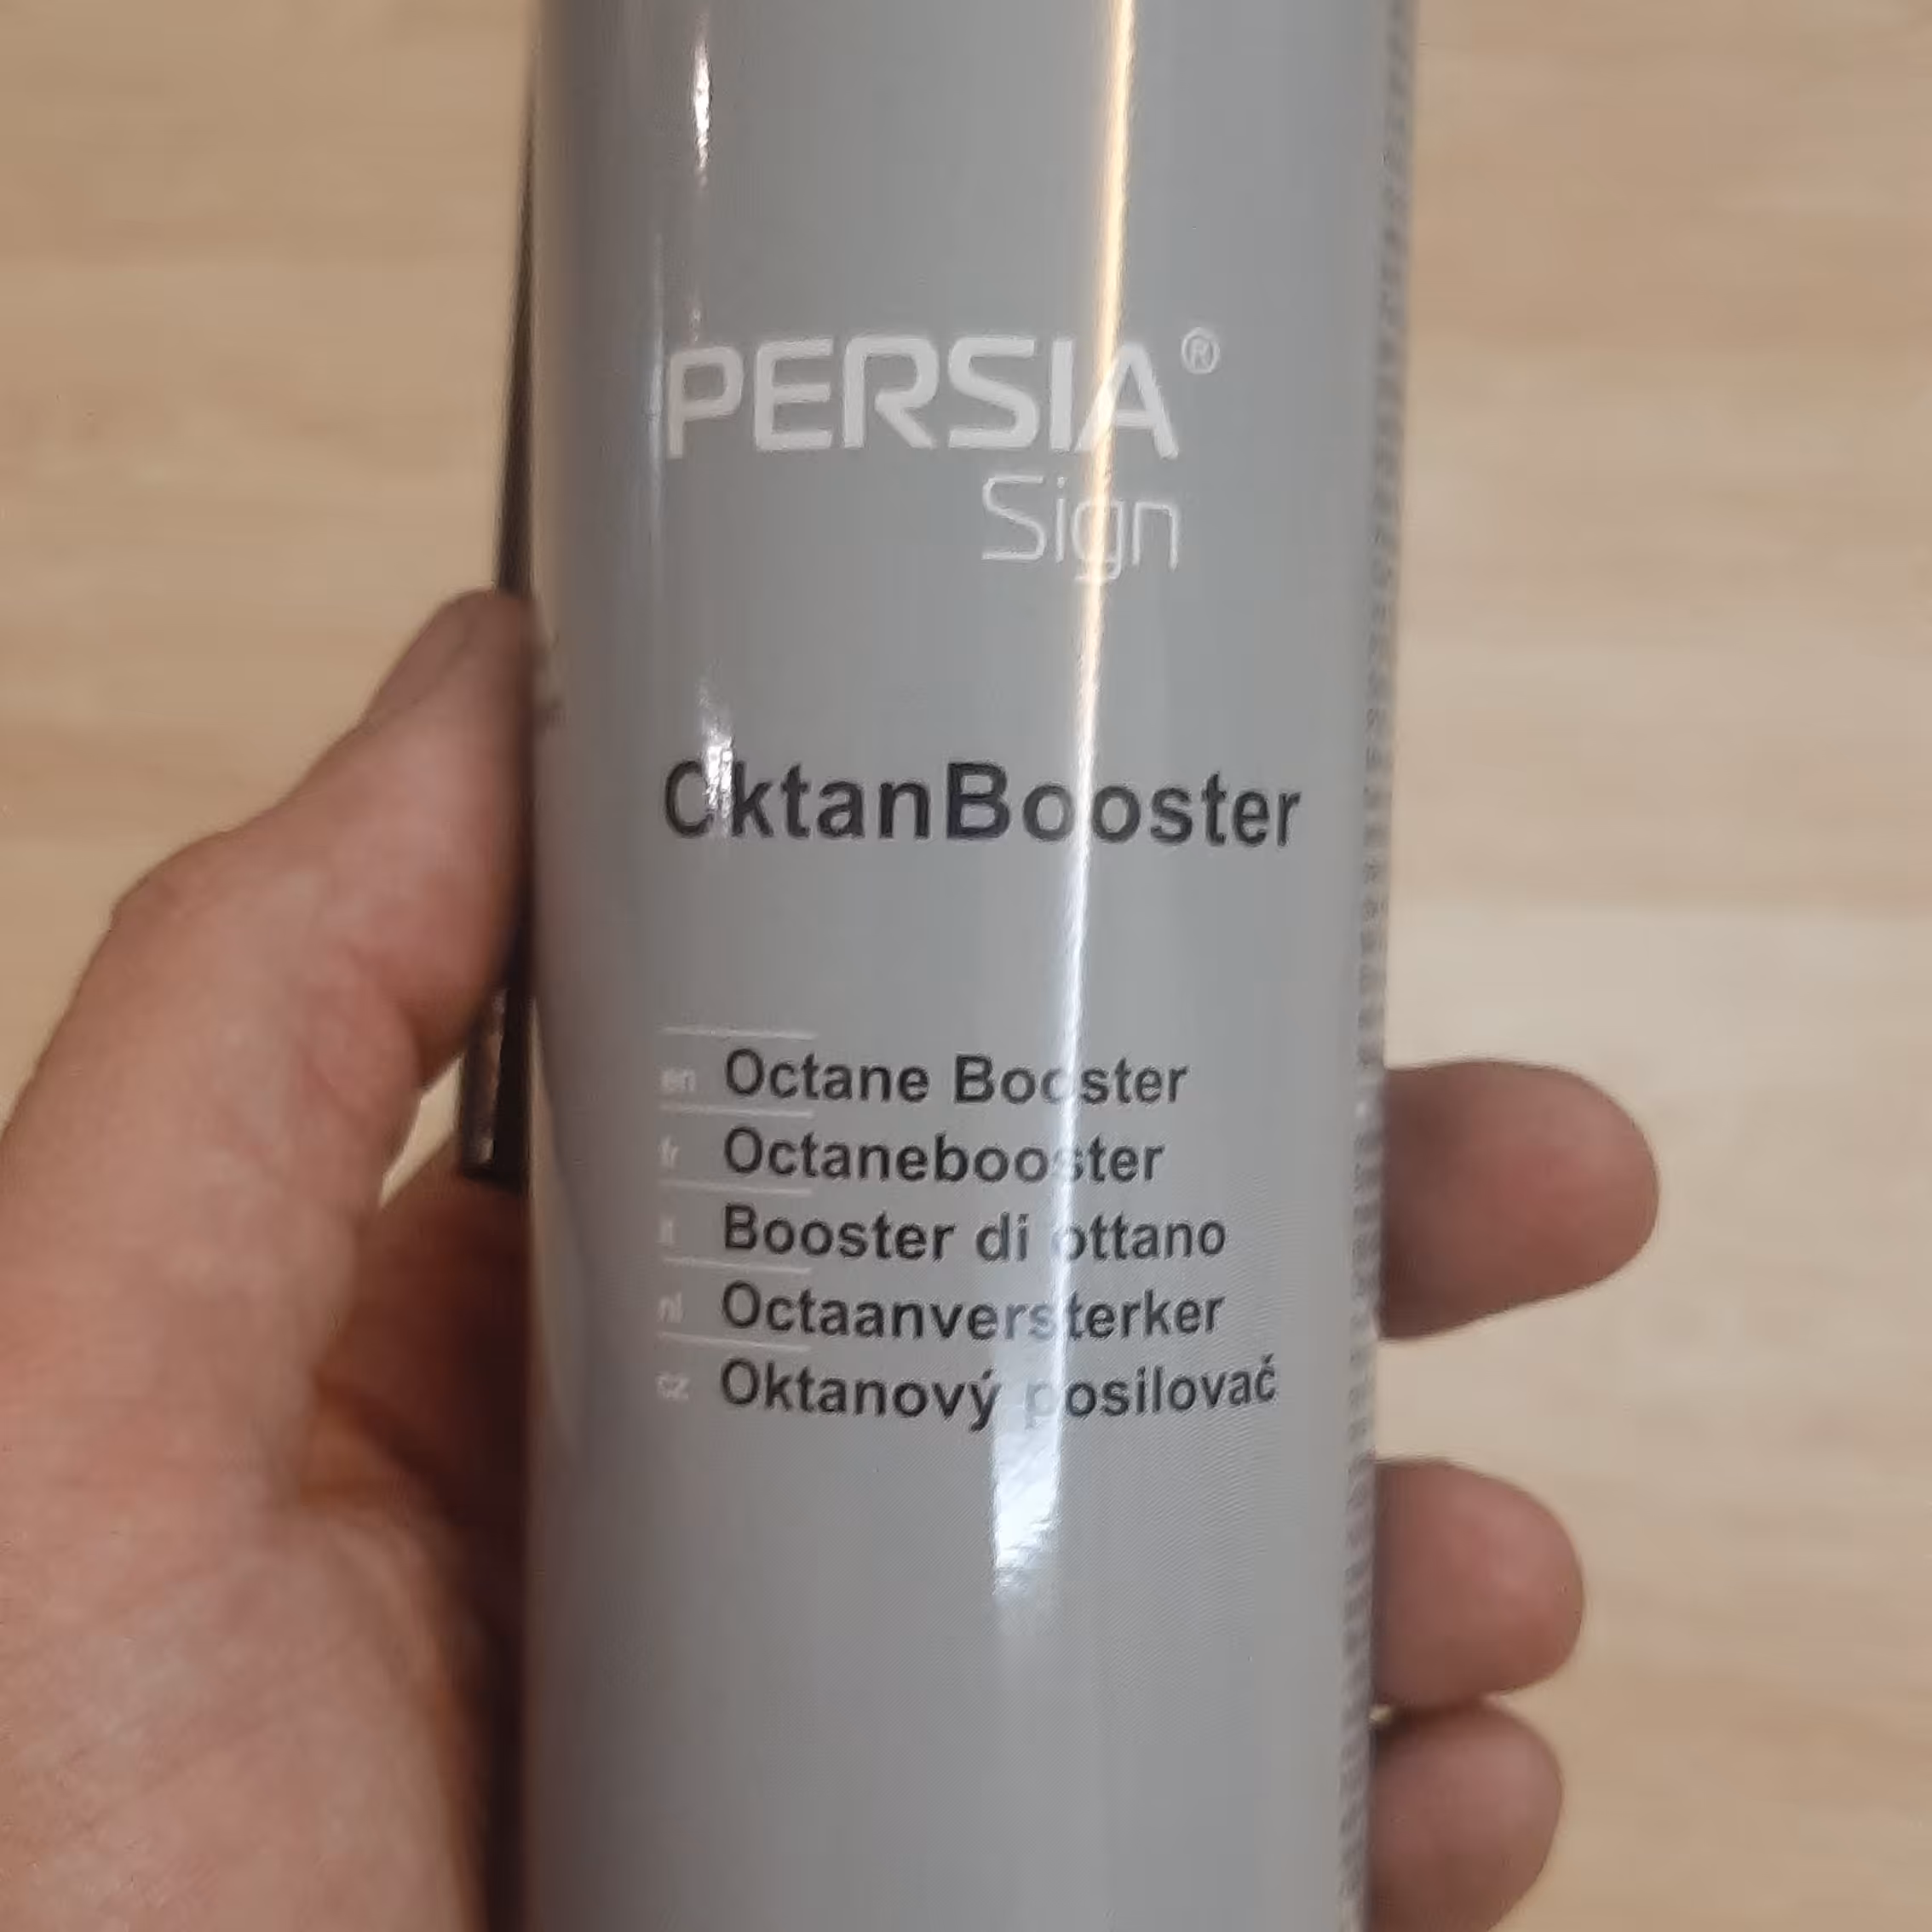 PERSIA®
Sign
OktanBooster
en Octane Booster
fr Octanebooster
it Booster di ottano
nl Octaanversterker
cz Oktanový posilovač